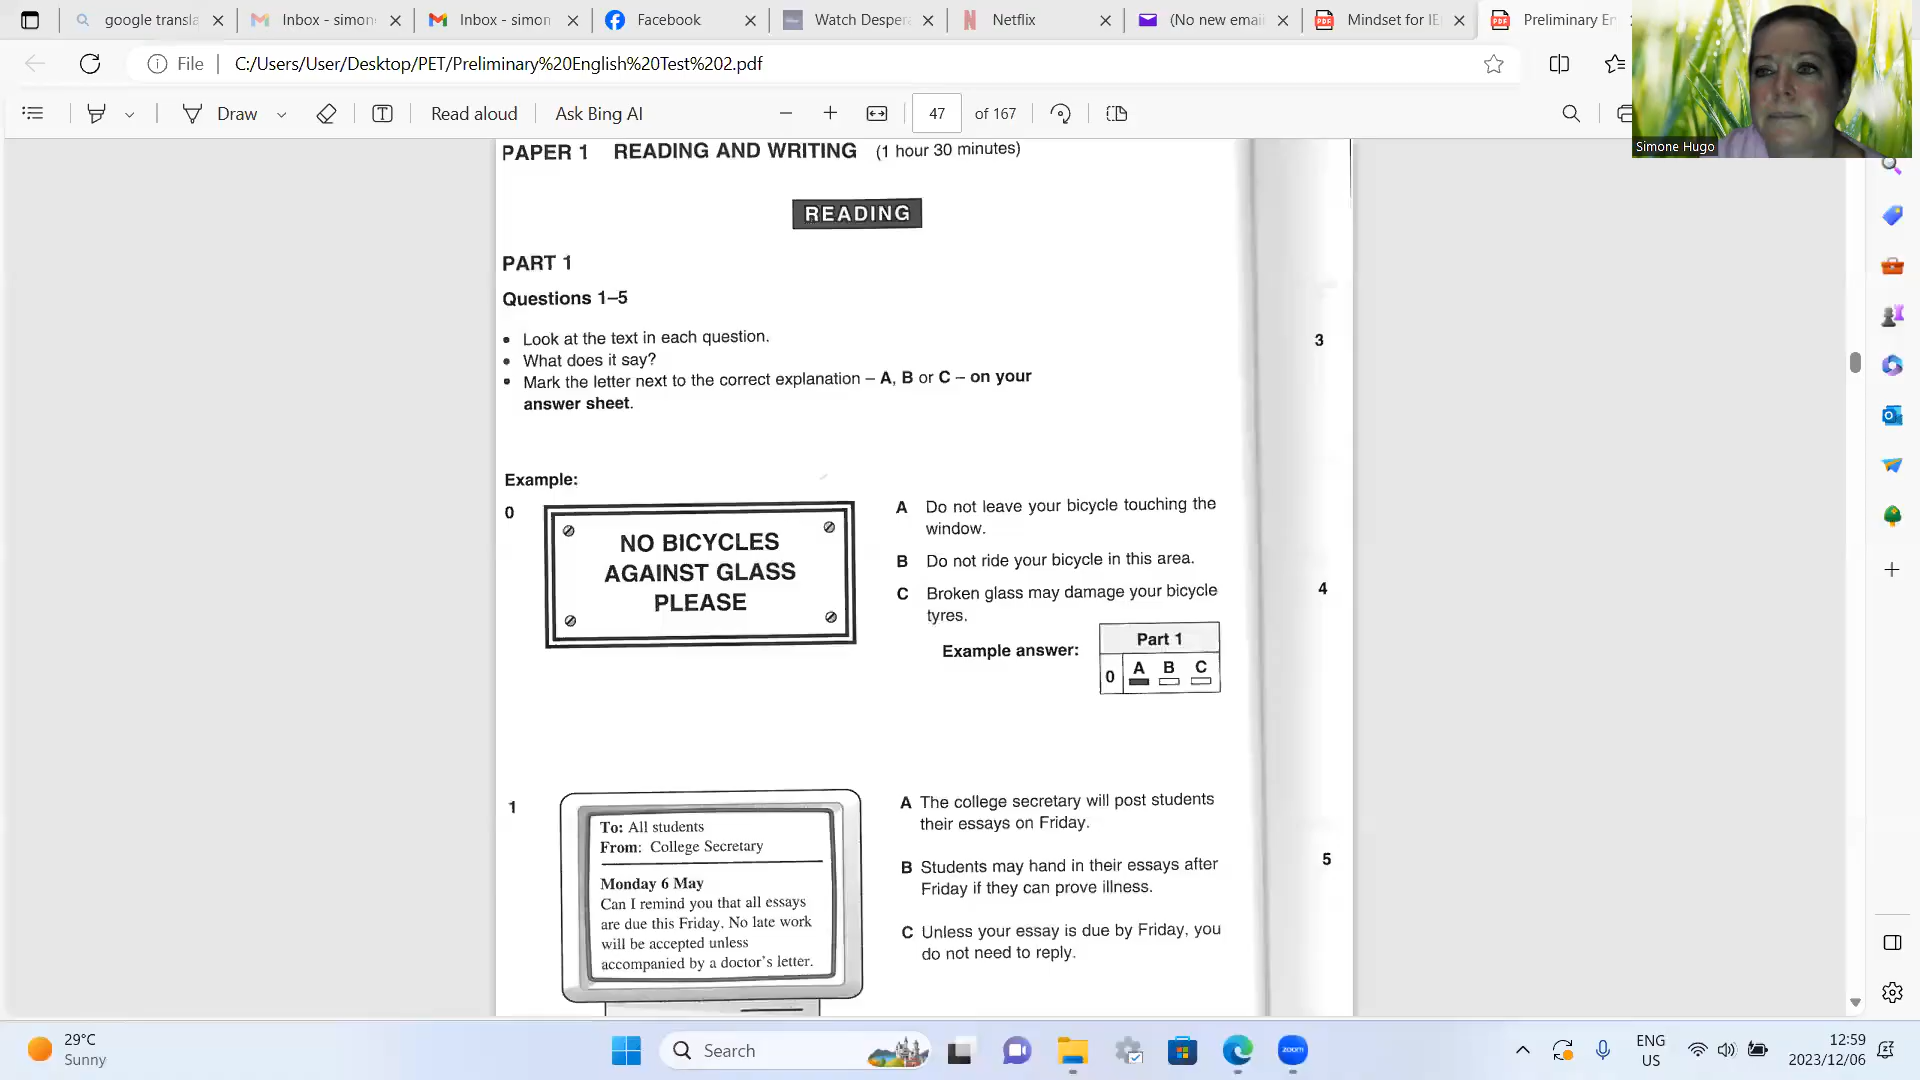 google transla
Inbox - simon
Inbox - simon
Facebook
Watch Despera
Netflix
(No new email
Mindset for IE
Preliminary En
File
C:/Users/User/Desktop/PET/Preliminary%20English%20Test%202.pdf
Draw
Read aloud
Ask Bing AI
47
of 167
Simone Hugo
PAPER 1 READING AND WRITING (1 hour 30 minutes)
READING
PART 1
Questions 1–5
• Look at the text in each question.
• What does it say?
• Mark the letter next to the correct explanation – A, B or C – on your
answer sheet.
Example:
0
NO BICYCLES
AGAINST GLASS
PLEASE
A Do not leave your bicycle touching the
window.
B Do not ride your bicycle in this area.
C Broken glass may damage your bicycle
tyres.
Example answer:
Part 1
0 A B C
1
To: All students
From: College Secretary
Monday 6 May
Can I remind you that all essays
are due this Friday. No late work
will be accepted unless
accompanied by a doctor's letter.
A The college secretary will post students
their essays on Friday.
B Students may hand in their essays after
Friday if they can prove illness.
C Unless your essay is due by Friday, you
do not need to reply.
3
4
5
29°C
Sunny
Search
zoom
ENG
US
12:59
2023/12/06